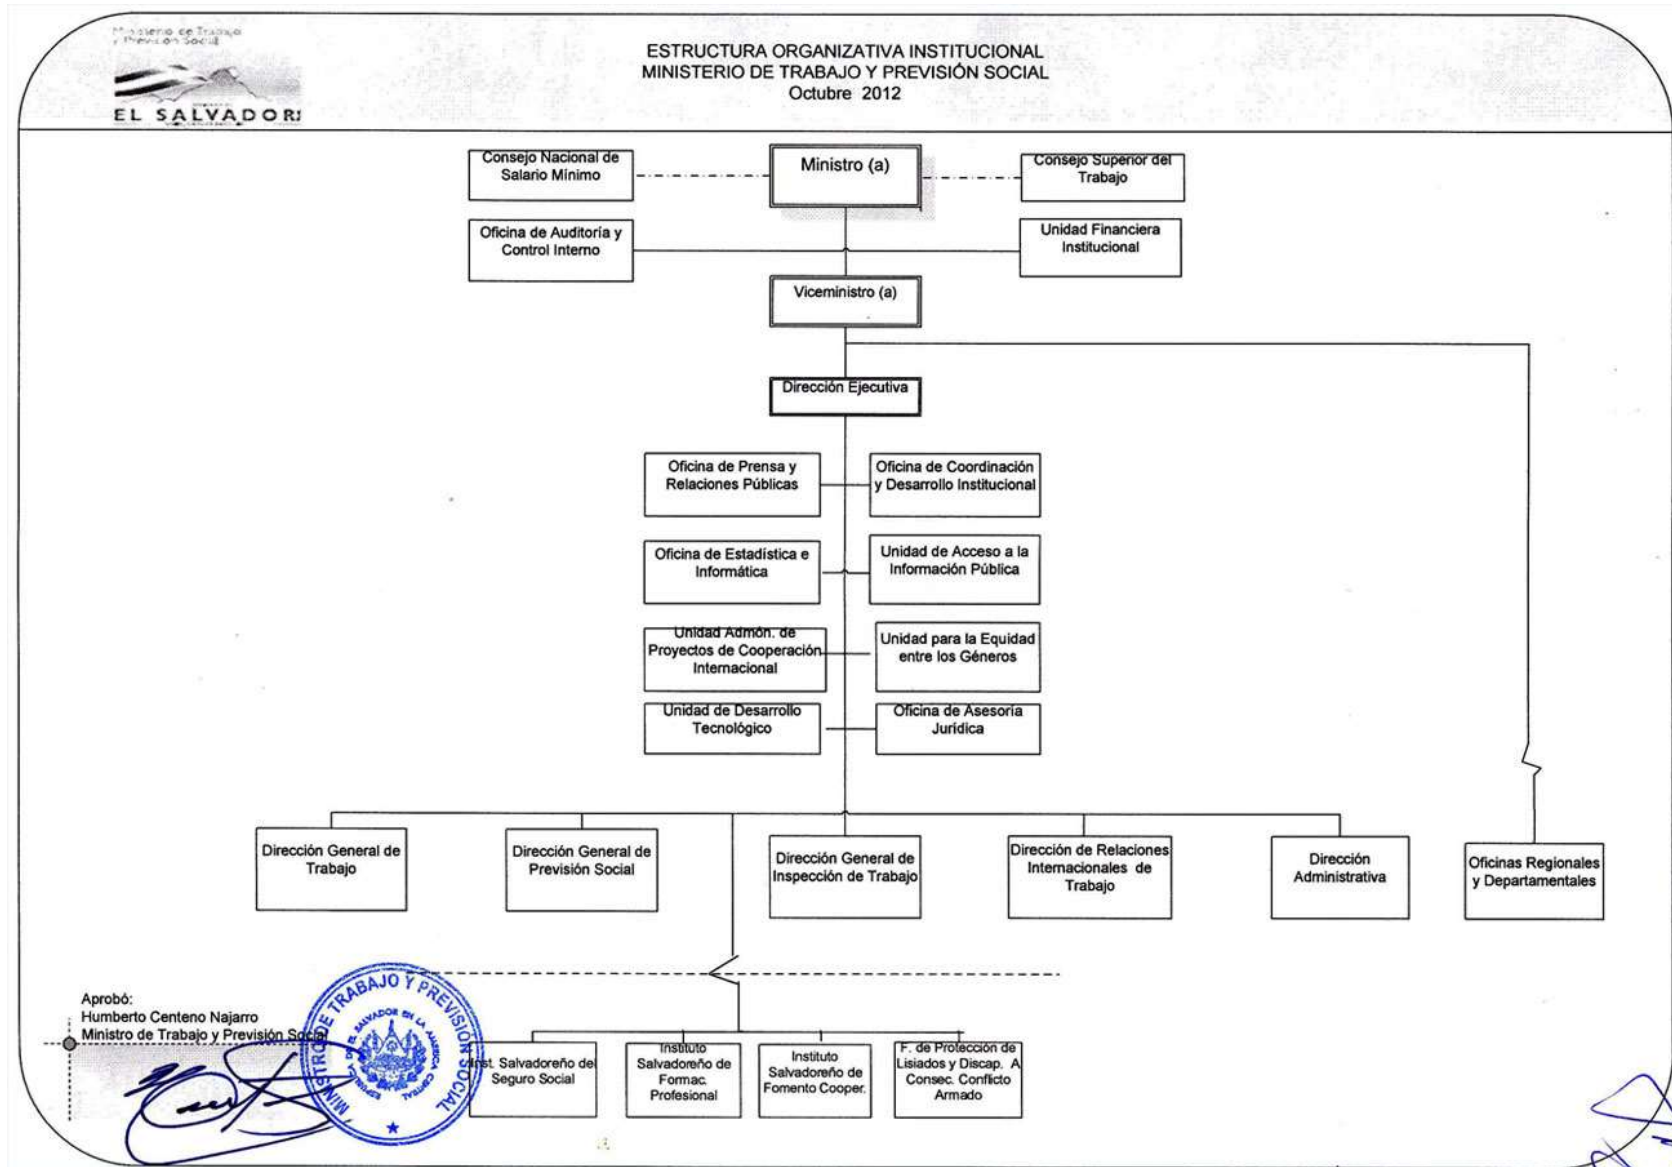 Ministerio de Trabajo
y Previsión Social
EL SALVADOR
ESTRUCTURA ORGANIZATIVA INSTITUCIONAL
MINISTERIO DE TRABAJO Y PREVISIÓN SOCIAL
Octubre 2012
Consejo Nacional de
Salario Mínimo
Ministro (a)
Consejo Superior del
Trabajo
Oficina de Auditoría y
Control Interno
Unidad Financiera
Institucional
Viceministro (a)
Dirección Ejecutiva
Oficina de Prensa y
Relaciones Públicas
Oficina de Coordinación
y Desarrollo Institucional
Oficina de Estadística e
Informática
Unidad de Acceso a la
Información Pública
Unidad Admón. de
Proyectos de Cooperación
Internacional
Unidad para la Equidad
entre los Géneros
Unidad de Desarrollo
Tecnológico
Oficina de Asesoría
Jurídica
Dirección General de
Trabajo
Dirección General de
Previsión Social
Dirección General de
Inspección de Trabajo
Dirección de Relaciones
Internacionales de
Trabajo
Dirección
Administrativa
Oficinas Regionales
y Departamentales
Aprobó:
Humberto Centeno Najarro
Ministro de Trabajo y Previsión Social
MINISTRO DE TRABAJO Y PREVISIÓN SOCIAL
EL SALVADOR EN LA AMERICA CENTRAL
Inst. Salvadoreño del
Seguro Social
Instituto
Salvadoreño de
Formac.
Profesional
Instituto
Salvadoreño de
Fomento Cooper.
F. de Protección de
Lisiados y Discap. A
Consec. Conflicto
Armado